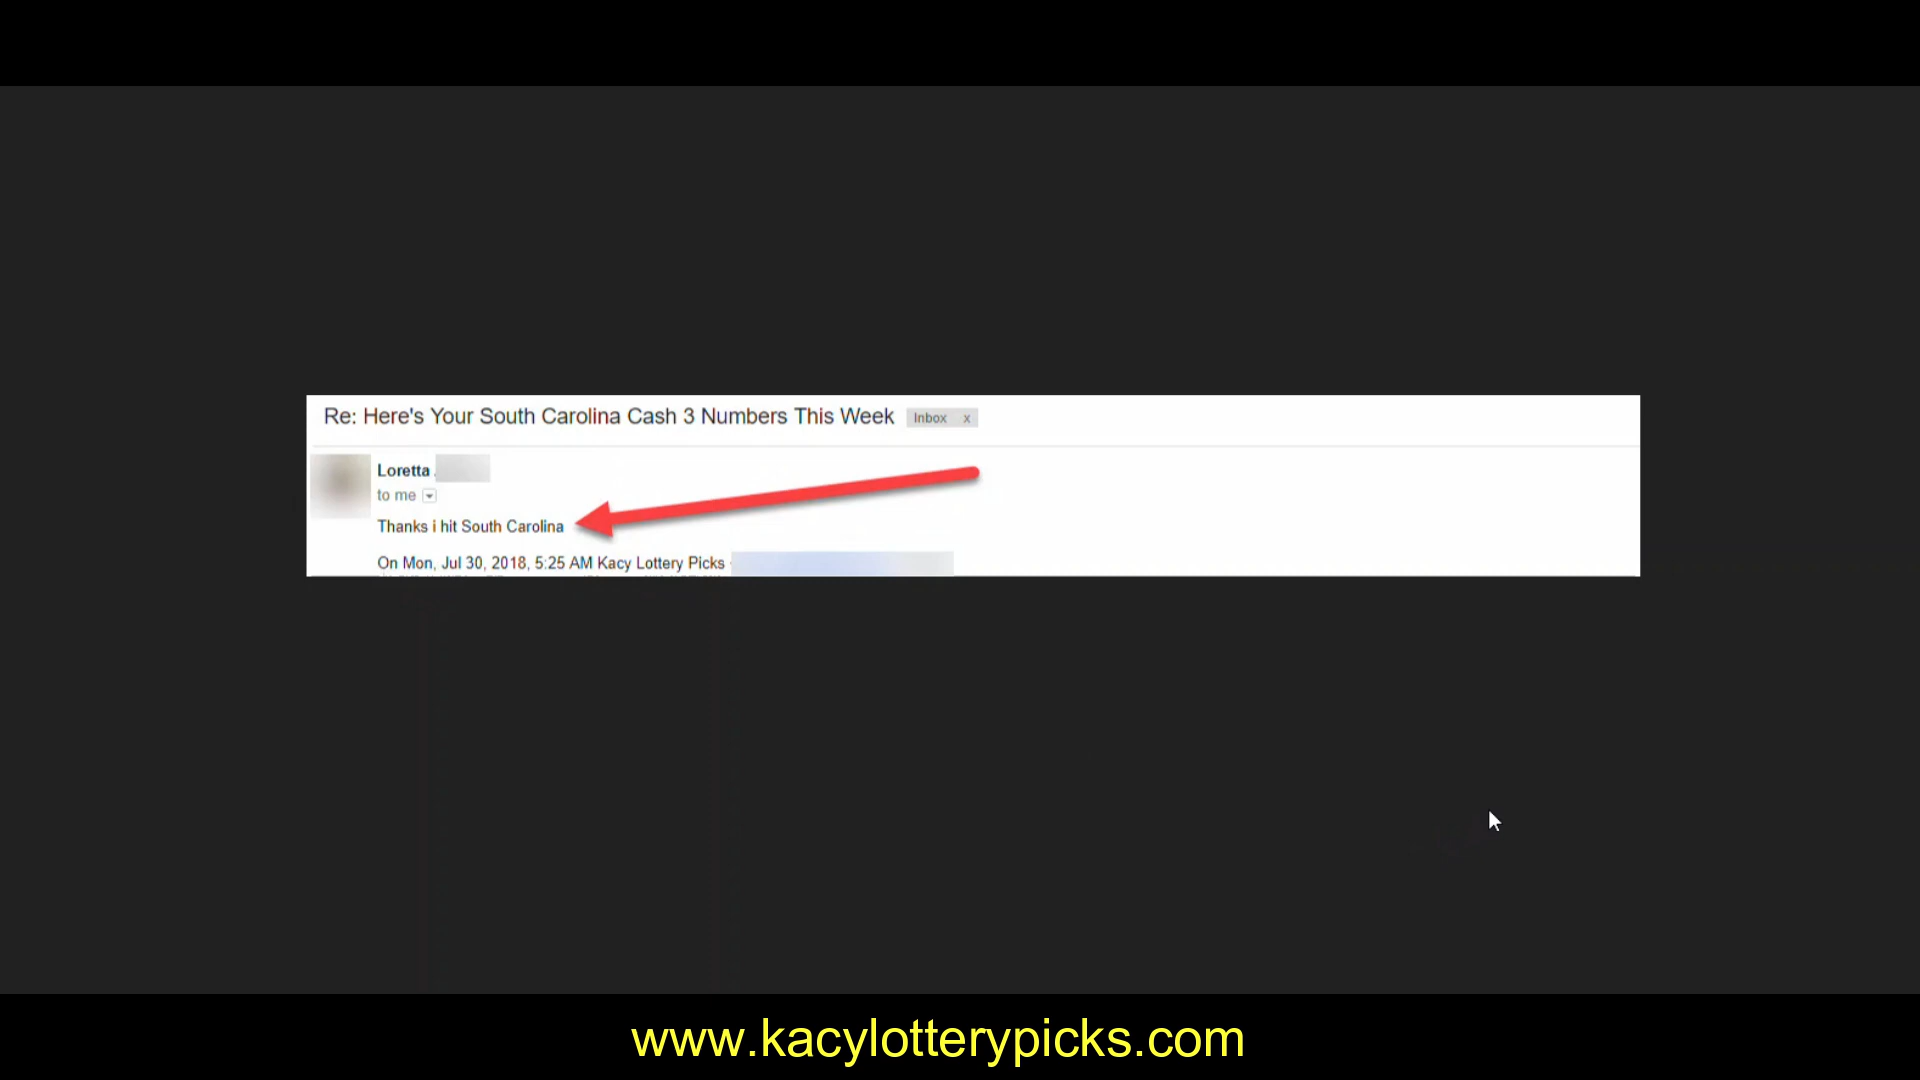 Re: Here's Your South Carolina Cash 3 Numbers This Week Inbox x
Loretta
to me
Thanks i hit South Carolina
On Mon, Jul 30, 2018, 5:25 AM Kacy Lottery Picks
www.kacylotterypicks.com